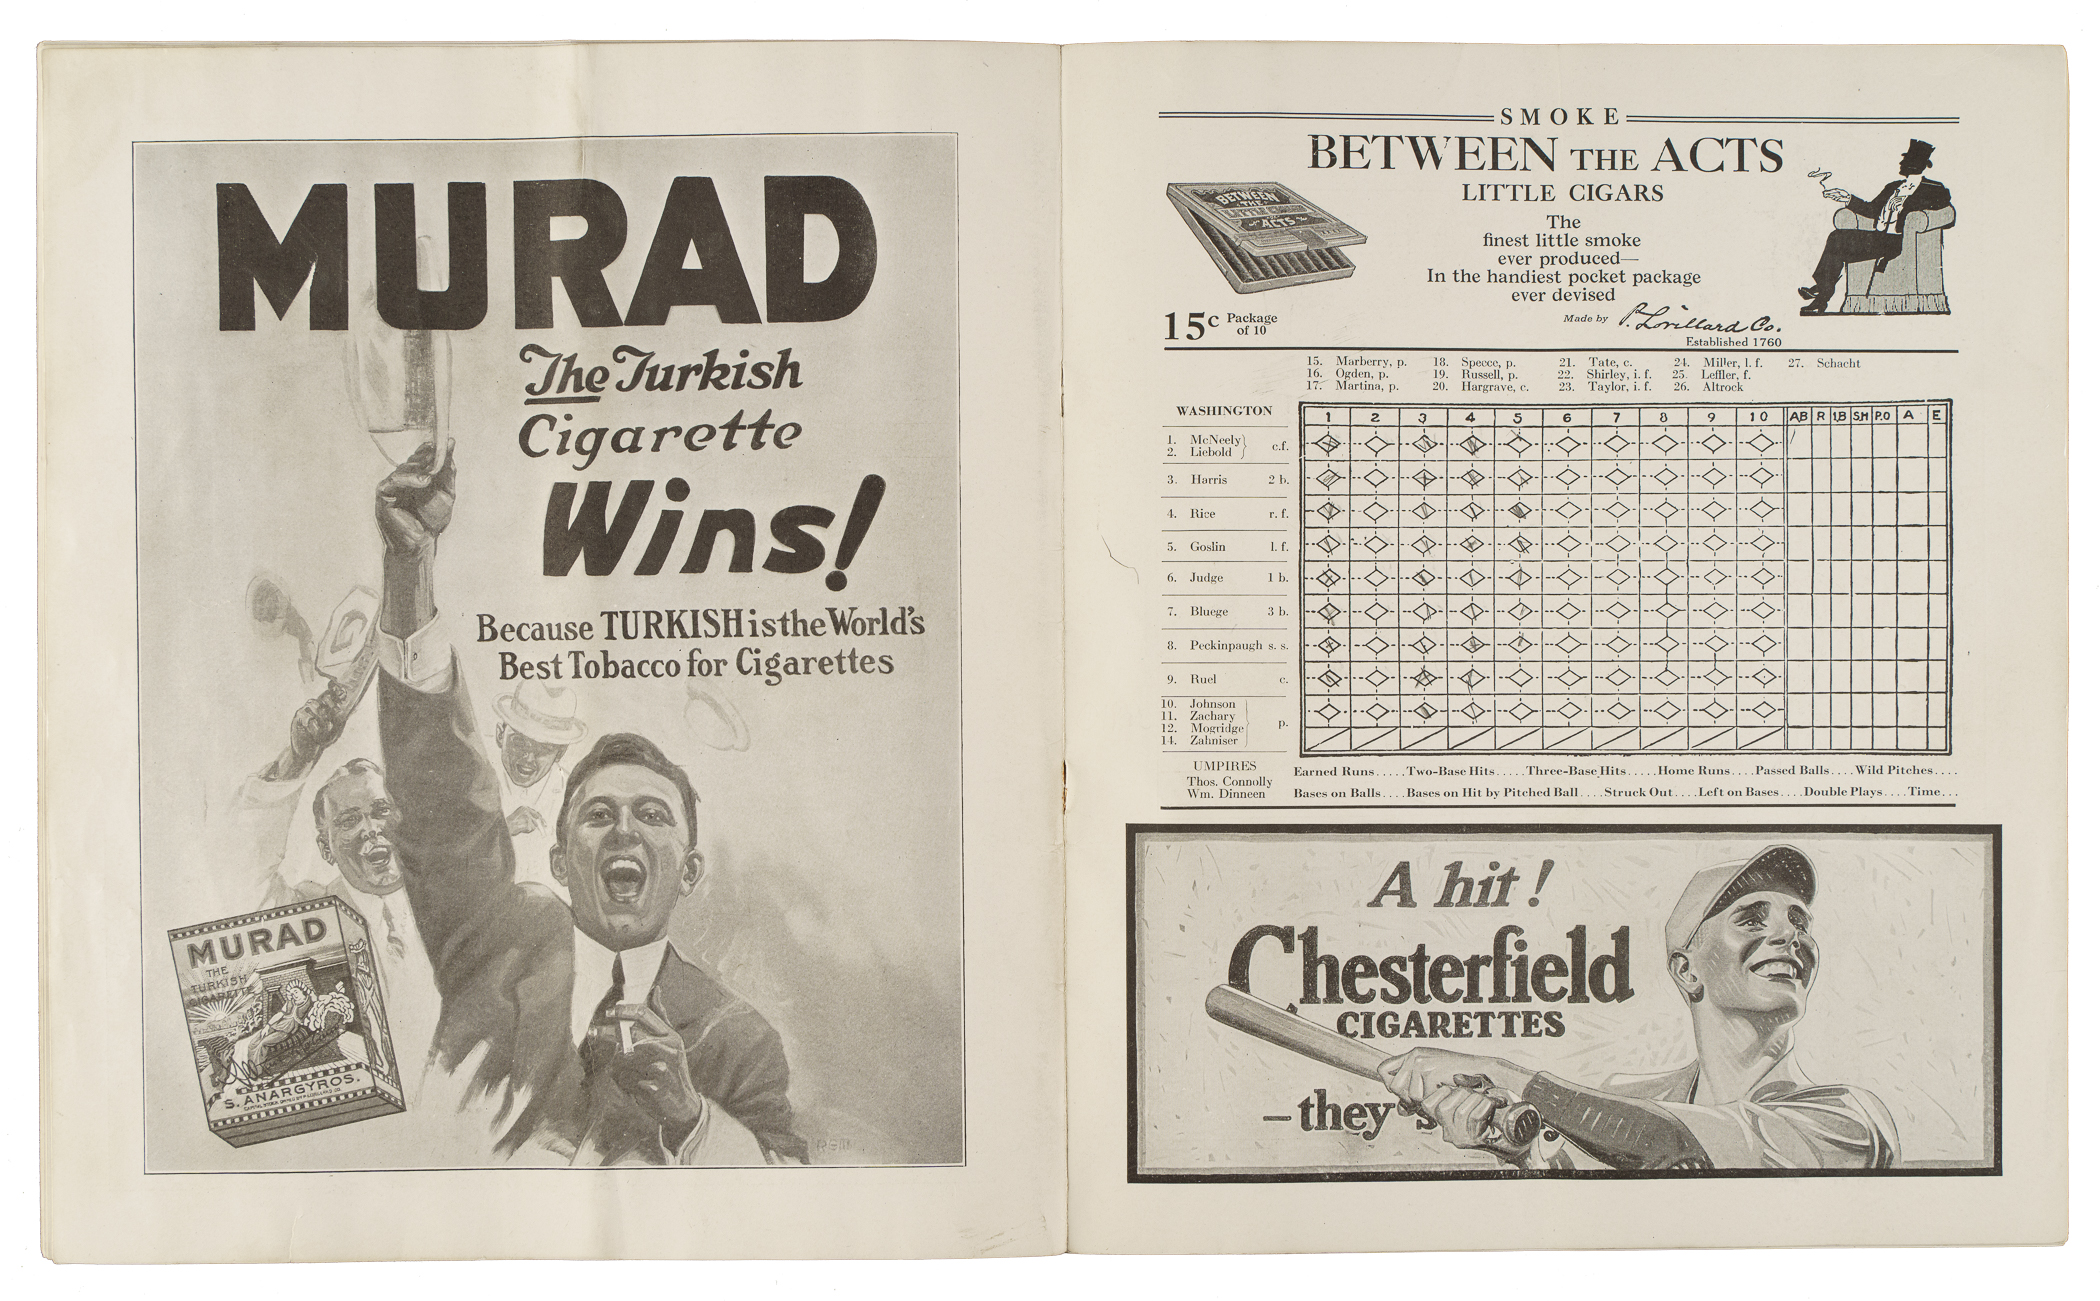 MURAD
The Turkish
Cigarette
Wins!
Because TURKISH is the World's
Best Tobacco for Cigarettes
MURAD
THE
TURKISH
CIGARETTE
S. ANARGYROS.
SMOKE
BETWEEN THE ACTS
LITTLE CIGARS
BETWEEN
THE
LITTLE CIGARS
ACTS
The
finest little smoke
ever produced—
In the handiest pocket package
ever devised
15c Package
of 10
Made by P. Lorillard Co.
Established 1760
15. Marberry, p. 18. Speece, p. 21. Tate, c. 24. Miller, l. f. 27. Schacht
16. Ogden, p. 19. Russell, p. 22. Shirley, i. f. 25. Leffler, f.
17. Martina, p. 20. Hargrave, c. 23. Taylor, i. f. 26. Altrock
WASHINGTON 1 2 3 4 5 6 7 8 9 10 A.B R 1.B S.H P.O A E
1. McNeely
2. Liebold c.f.
3. Harris 2 b.
4. Rice r. f.
5. Goslin l. f.
6. Judge 1 b.
7. Bluege 3 b.
8. Peckinpaugh s. s.
9. Ruel c.
10. Johnson
11. Zachary
12. Mogridge p.
14. Zahniser
UMPIRES
Thos. Connolly
Wm. Dinneen
Earned Runs.....Two-Base Hits.....Three-Base Hits.....Home Runs....Passed Balls....Wild Pitches....
Bases on Balls....Bases on Hit by Pitched Ball....Struck Out....Left on Bases....Double Plays....Time...
A hit!
Chesterfield
CIGARETTES
–they s